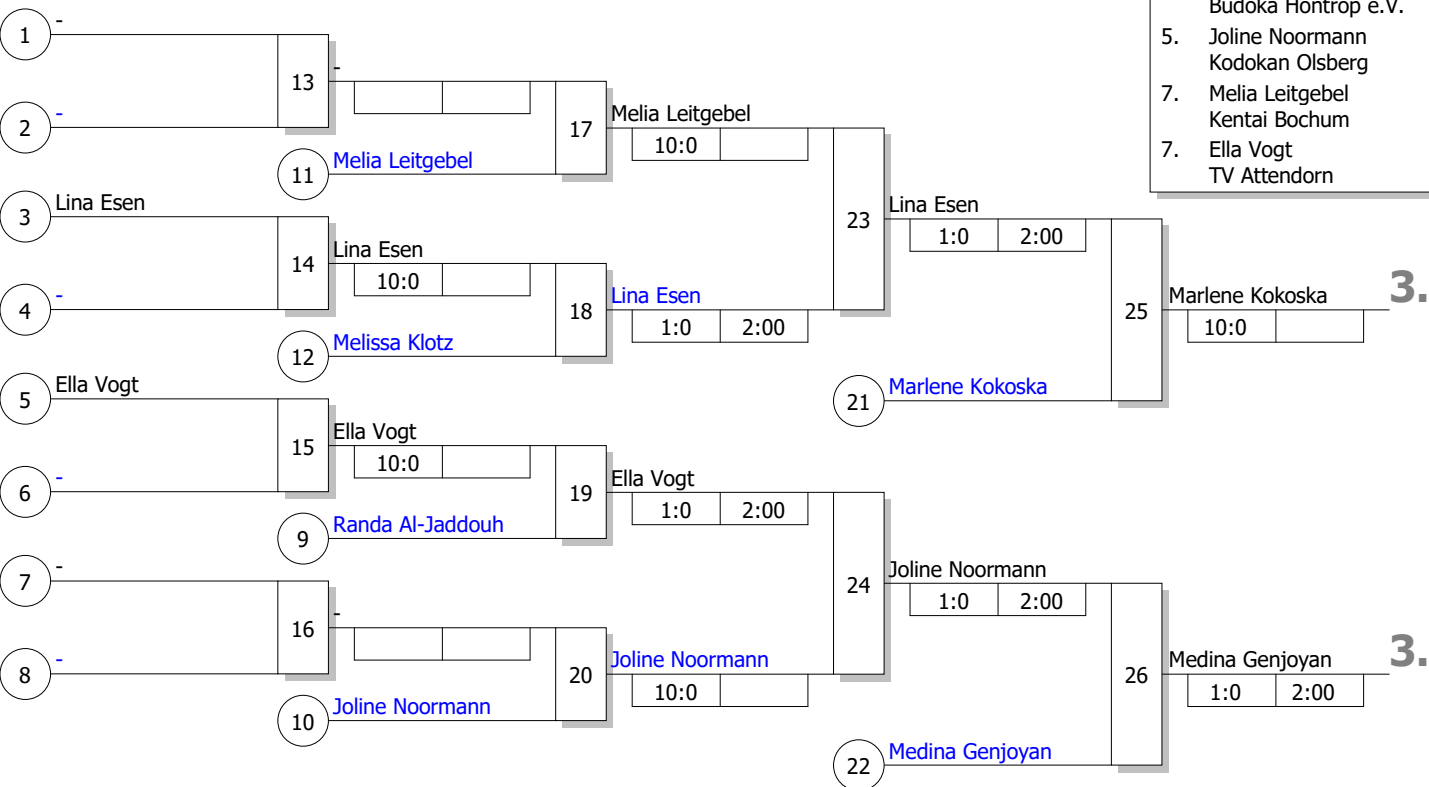 Budoka Höntrop e.V.
5. Joline Noormann
Kodokan Olsberg
7. Melia Leitgebel
Kentai Bochum
7. Ella Vogt
TV Attendorn
1 -
2 -
13 -
11 Melia Leitgebel
17 Melia Leitgebel
10:0
3 Lina Esen
4 -
14 Lina Esen
10:0
12 Melissa Klotz
18 Lina Esen
1:0 2:00
23 Lina Esen
1:0 2:00
21 Marlene Kokoska
25 Marlene Kokoska 3.
10:0
5 Ella Vogt
6 -
15 Ella Vogt
10:0
9 Randa Al-Jaddouh
19 Ella Vogt
1:0 2:00
7 -
8 -
16 -
10 Joline Noormann
20 Joline Noormann
10:0
24 Joline Noormann
1:0 2:00
22 Medina Genjoyan
26 Medina Genjoyan 3.
1:0 2:00